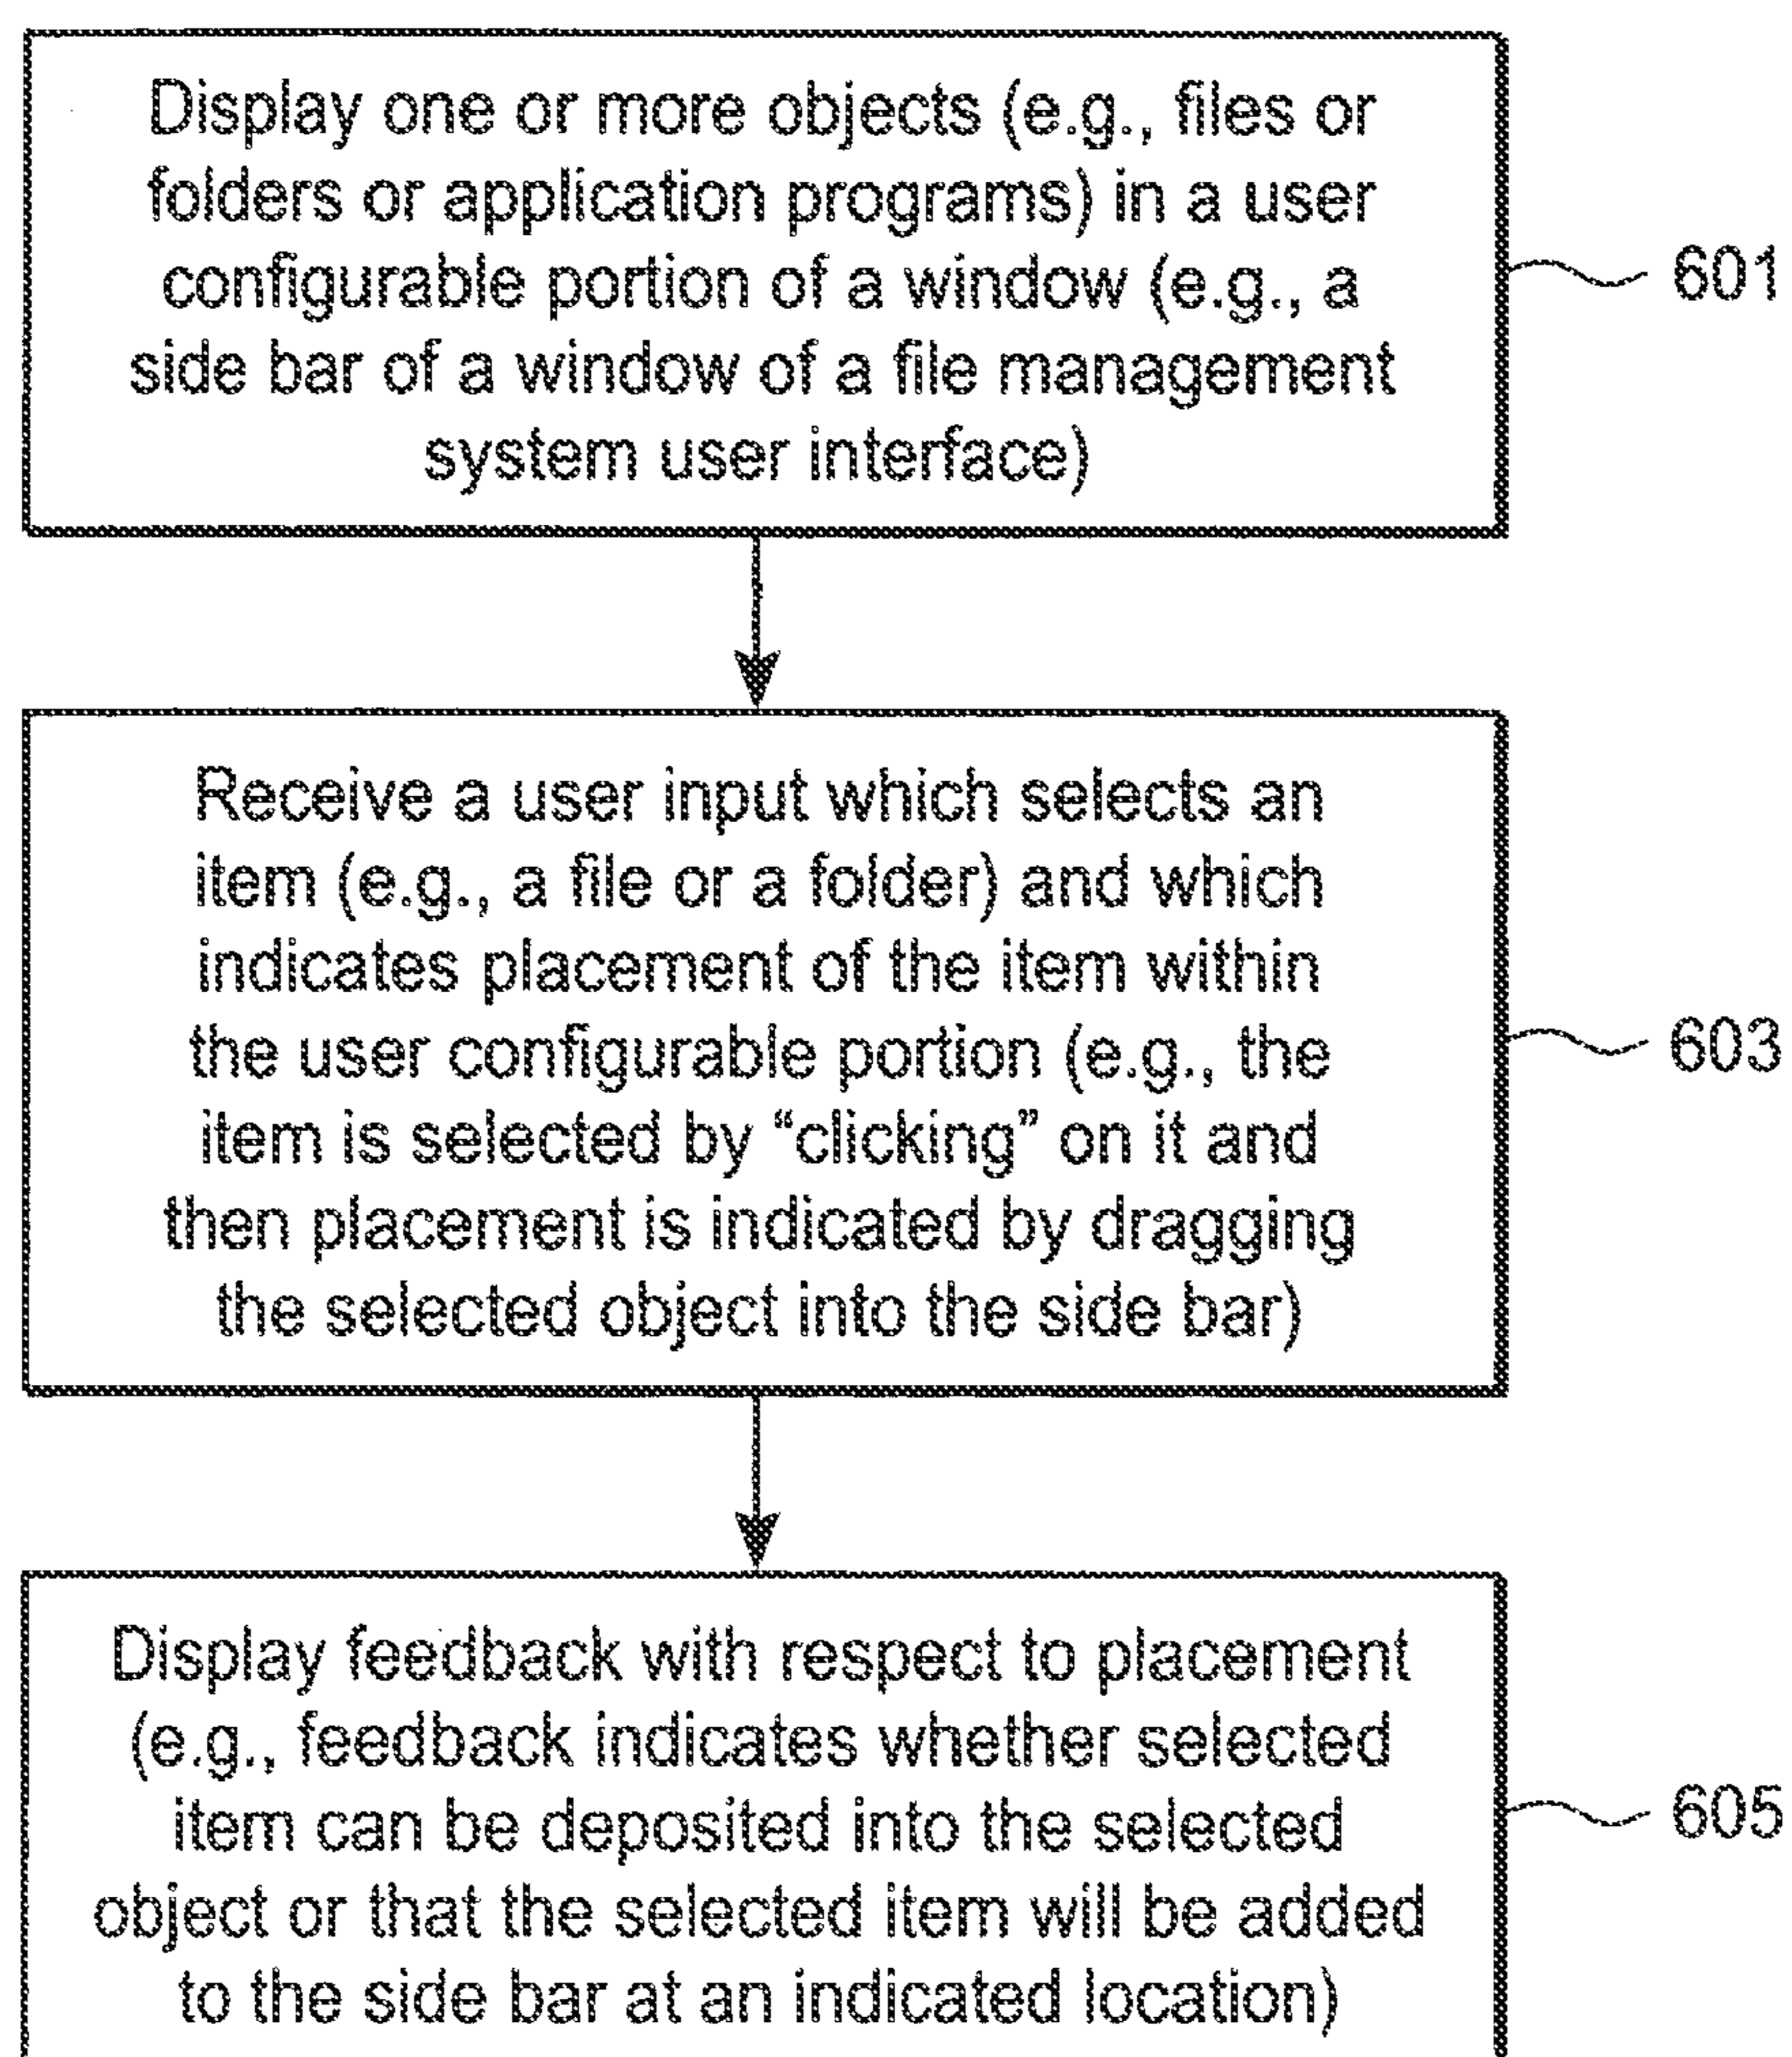 Display one or more objects (e.g., files or
folders or application programs) in a user
configurable portion of a window (e.g., a
side bar of a window of a file management
system user interface)
601
Receive a user input which selects an
item (e.g., a file or a folder) and which
indicates placement of the item within
the user configurable portion (e.g., the
item is selected by “clicking” on it and
then placement is indicated by dragging
the selected object into the side bar)
603
Display feedback with respect to placement
(e.g., feedback indicates whether selected
item can be deposited into the selected
object or that the selected item will be added
to the side bar at an indicated location)
605